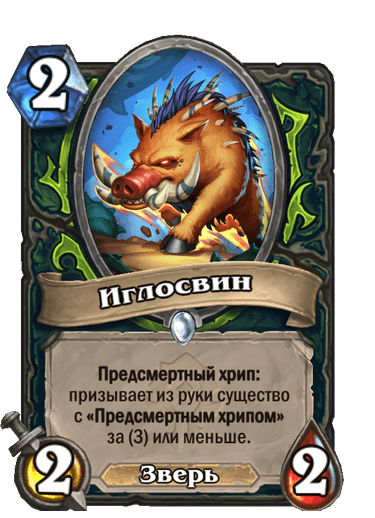 2
Иглосвин
Предсмертный хрип:
призывает из руки существо
с «Предсмертным хрипом»
за (3) или меньше.
2
Зверь
2